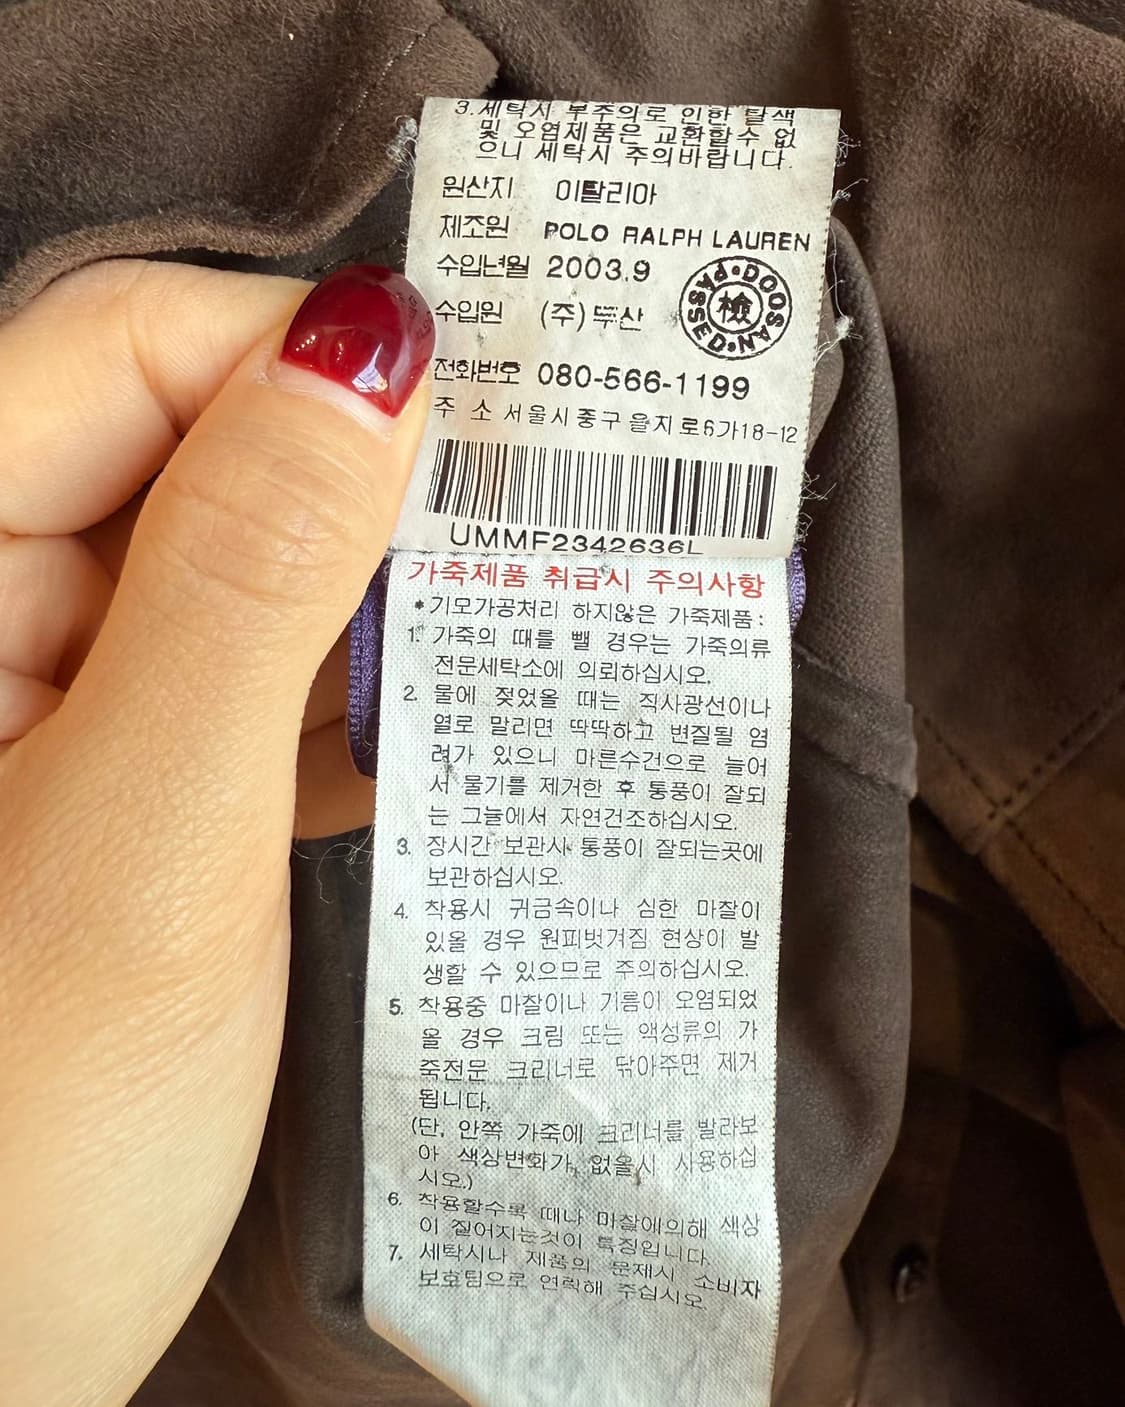 3.세탁시 부주의로 인한 탈색
및 오염제품은 교환할수 없
으니 세탁시 주의바랍니다.
원산지 이탈리아
제조원 POLO RALPH LAUREN
수입년월 2003.9
수입원 (주)두산
DOOSAN PASSED 檢
전화번호 080-566-1199
주 소 서울시중구 을지로6가18-12
UMMF2342636L
가죽제품 취급시 주의사항
*기모가공처리 하지않은 가죽제품:
1. 가죽의 때를 뺄 경우는 가죽의류
전문세탁소에 의뢰하십시오.
2. 물에 젖었을 때는 직사광선이나
열로 말리면 딱딱하고 변질될 염
려가 있으니 마른수건으로 늘어
서 물기를 제거한 후 통풍이 잘되
는 그늘에서 자연건조하십시오.
3. 장시간 보관시 통풍이 잘되는곳에
보관하십시오.
4. 착용시 귀금속이나 심한 마찰이
있을 경우 원피벗겨짐 현상이 발
생할 수 있으므로 주의하십시오.
5. 착용중 마찰이나 기름이 오염되었
을 경우 크림 또는 액성류의 가
죽전문 크리너로 닦아주면 제거
됩니다.
(단, 안쪽 가죽에 크리너를 발라보
아 색상변화가 없을시 사용하십
시오.)
6. 착용할수록 때나 마찰에의해 색상
이 짙어지는것이 특징입니다.
7. 세탁시나 제품의 문제시 소비자
보호팀으로 연락해 주십시오.